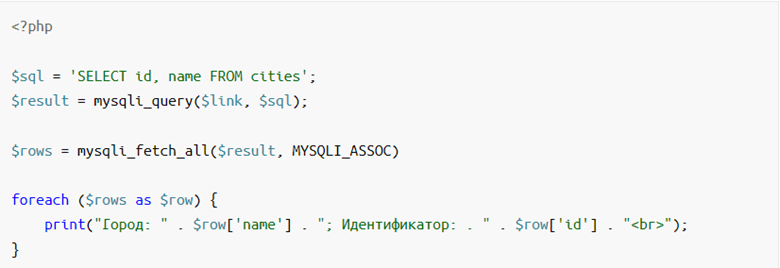 <?php
$sql = 'SELECT id, name FROM cities';
$result = mysqli_query($link, $sql);
$rows = mysqli_fetch_all($result, MYSQLI_ASSOC)
foreach ($rows as $row) {
print("Город: " . $row['name'] . "; Идентификатор: . " . $row['id'] . "<br>");
}